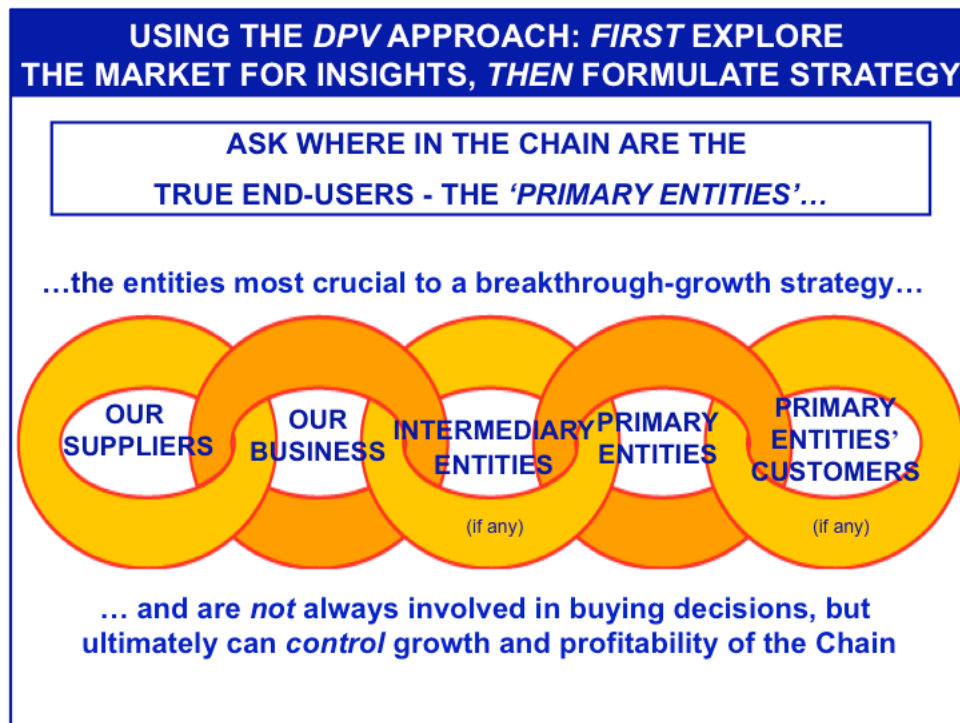 USING THE DPV APPROACH: FIRST EXPLORE
THE MARKET FOR INSIGHTS, THEN FORMULATE STRATEGY
ASK WHERE IN THE CHAIN ARE THE
TRUE END-USERS - THE ‘PRIMARY ENTITIES’…
…the entities most crucial to a breakthrough-growth strategy…
OUR
SUPPLIERS
OUR
BUSINESS
INTERMEDIARY
ENTITIES
(if any)
PRIMARY
ENTITIES
PRIMARY
ENTITIES’
CUSTOMERS
(if any)
… and are not always involved in buying decisions, but
ultimately can control growth and profitability of the Chain